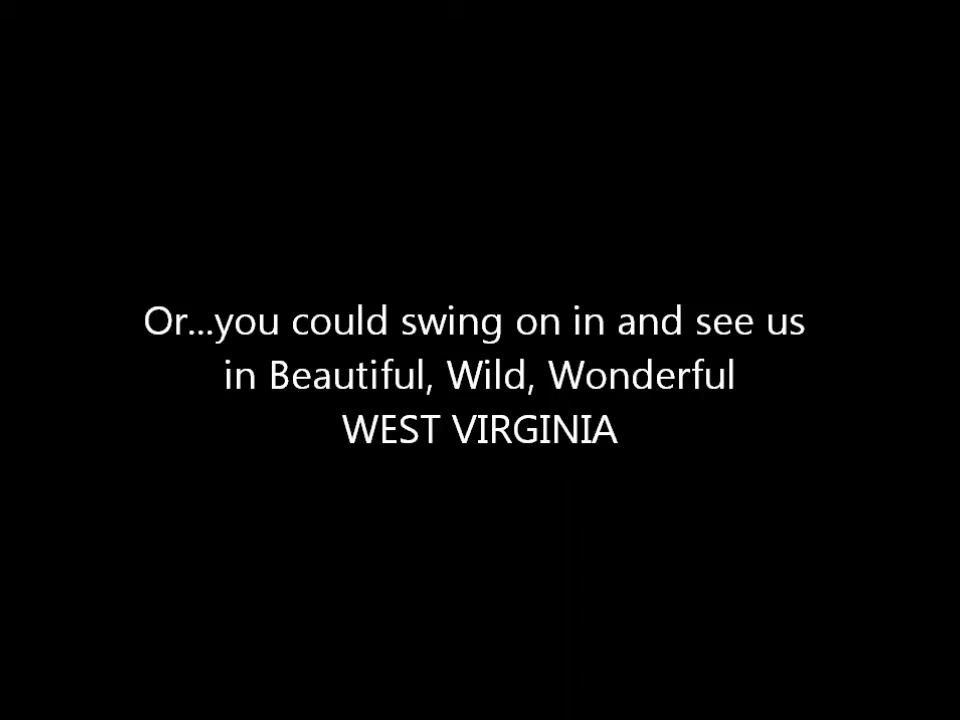 Or...you could swing on in and see us
in Beautiful, Wild, Wonderful
WEST VIRGINIA